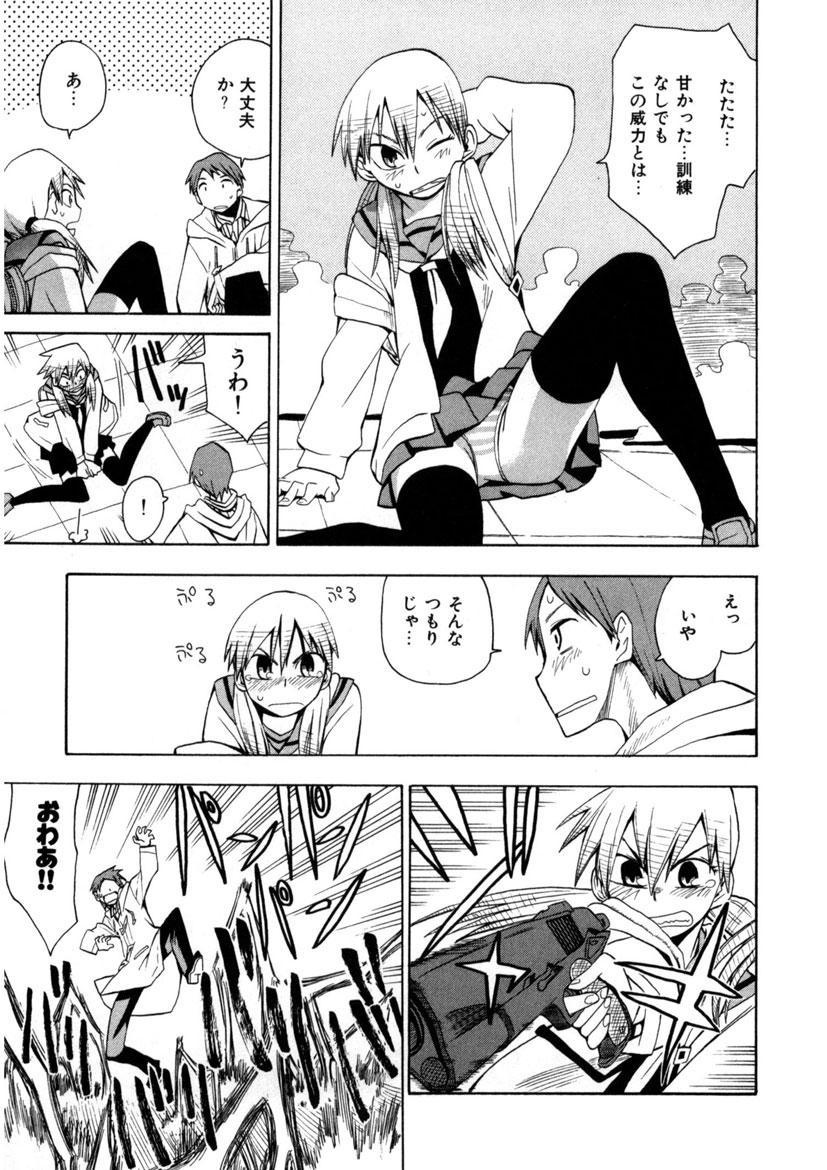 たたた…
甘かった…訓練
なしでも
この威力とは…
大丈夫
か？
あ…
うわ！
バッ
！
えっ
いや
そんな
つもり
じゃ…
ぷる
ぷる
ぷる
パン
パン
パン
おわあ!!